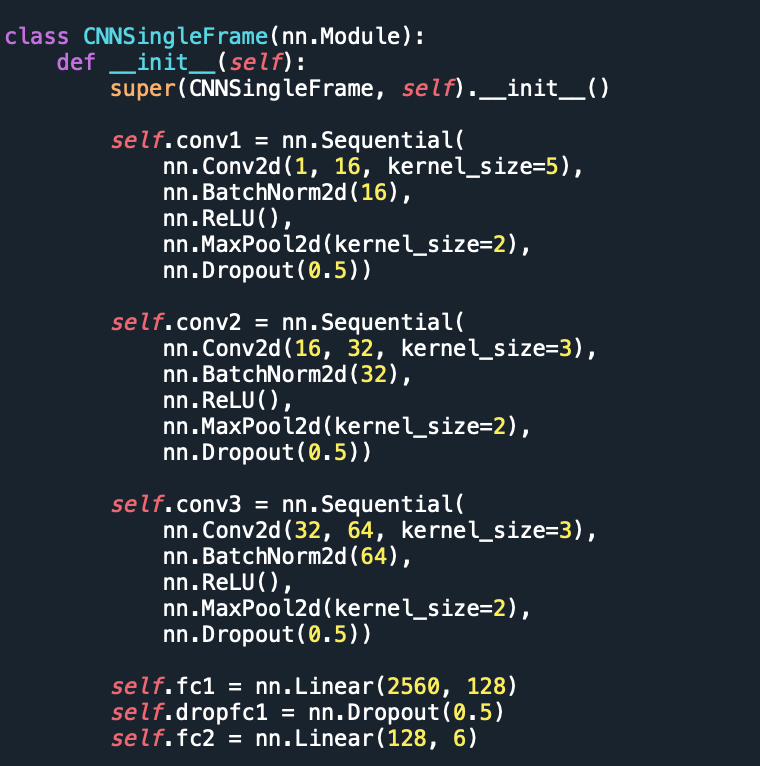 class CNNSingleFrame(nn.Module):
    def __init__(self):
        super(CNNSingleFrame, self).__init__()

        self.conv1 = nn.Sequential(
            nn.Conv2d(1, 16, kernel_size=5),
            nn.BatchNorm2d(16),
            nn.ReLU(),
            nn.MaxPool2d(kernel_size=2),
            nn.Dropout(0.5))

        self.conv2 = nn.Sequential(
            nn.Conv2d(16, 32, kernel_size=3),
            nn.BatchNorm2d(32),
            nn.ReLU(),
            nn.MaxPool2d(kernel_size=2),
            nn.Dropout(0.5))

        self.conv3 = nn.Sequential(
            nn.Conv2d(32, 64, kernel_size=3),
            nn.BatchNorm2d(64),
            nn.ReLU(),
            nn.MaxPool2d(kernel_size=2),
            nn.Dropout(0.5))

        self.fc1 = nn.Linear(2560, 128)
        self.dropfc1 = nn.Dropout(0.5)
        self.fc2 = nn.Linear(128, 6)